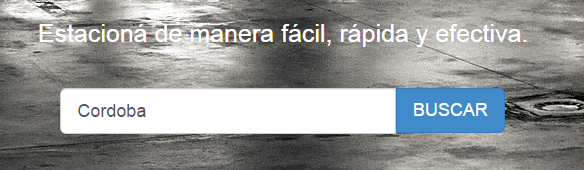 Estaciona de manera fácil, rápida y efectiva.
Cordoba BUSCAR